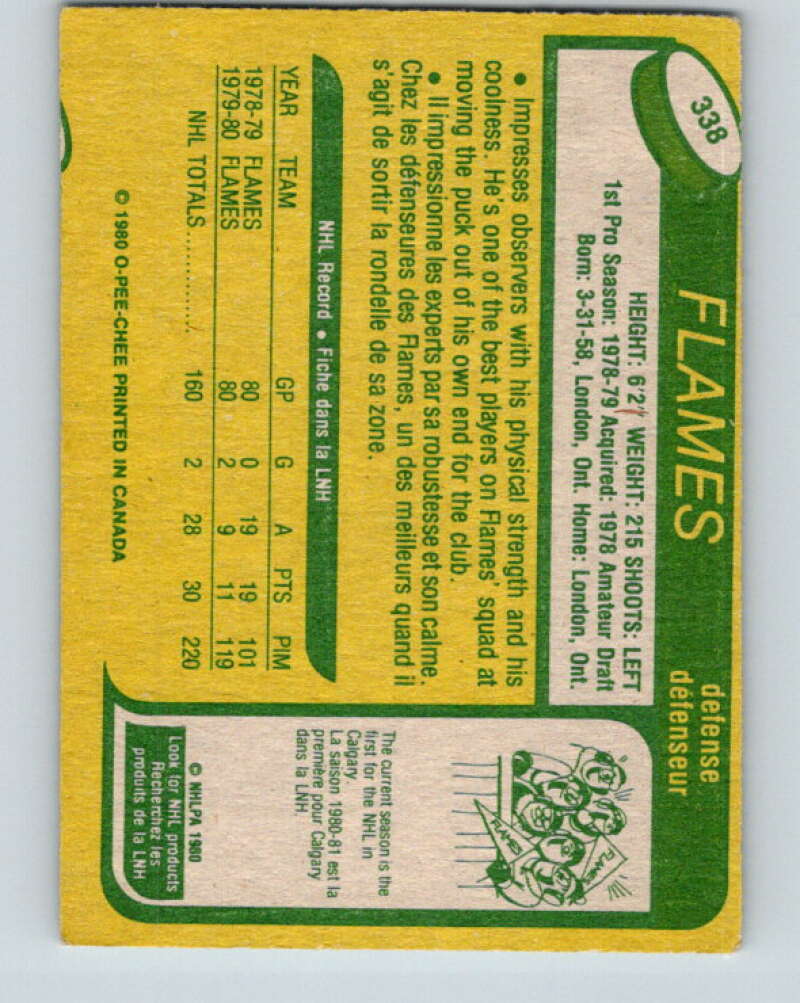 338
FLAMES
defense
défenseur
HEIGHT: 6'2" WEIGHT: 215 SHOOTS: LEFT
1st Pro Season: 1978-79 Acquired: 1978 Amateur Draft
Born: 3-31-58, London, Ont. Home: London, Ont.
• Impresses observers with his physical strength and his
coolness. He's one of the best players on Flames' squad at
moving the puck out of his own end for the club.
• Il impressionne les experts par sa robustesse et son calme.
Chez les défenseures des Flames, un des meilleurs quand il
s'agit de sortir la rondelle de sa zone.
NHL Record • Fiche dans la LNH
YEAR TEAM GP G A PTS PIM
1978-79 FLAMES 80 0 19 19 101
1979-80 FLAMES 80 2 9 11 119
NHL TOTALS ............. 160 2 28 30 220
© 1980 O-PEE-CHEE PRINTED IN CANADA
FLAMES
FLAME
The current season is the
first for the NHL in
Calgary.
La saison 1980-81 est la
première pour Calgary
dans la LNH.
© NHLPA 1980
Look for NHL products
Recherchez les
produits de la LNH